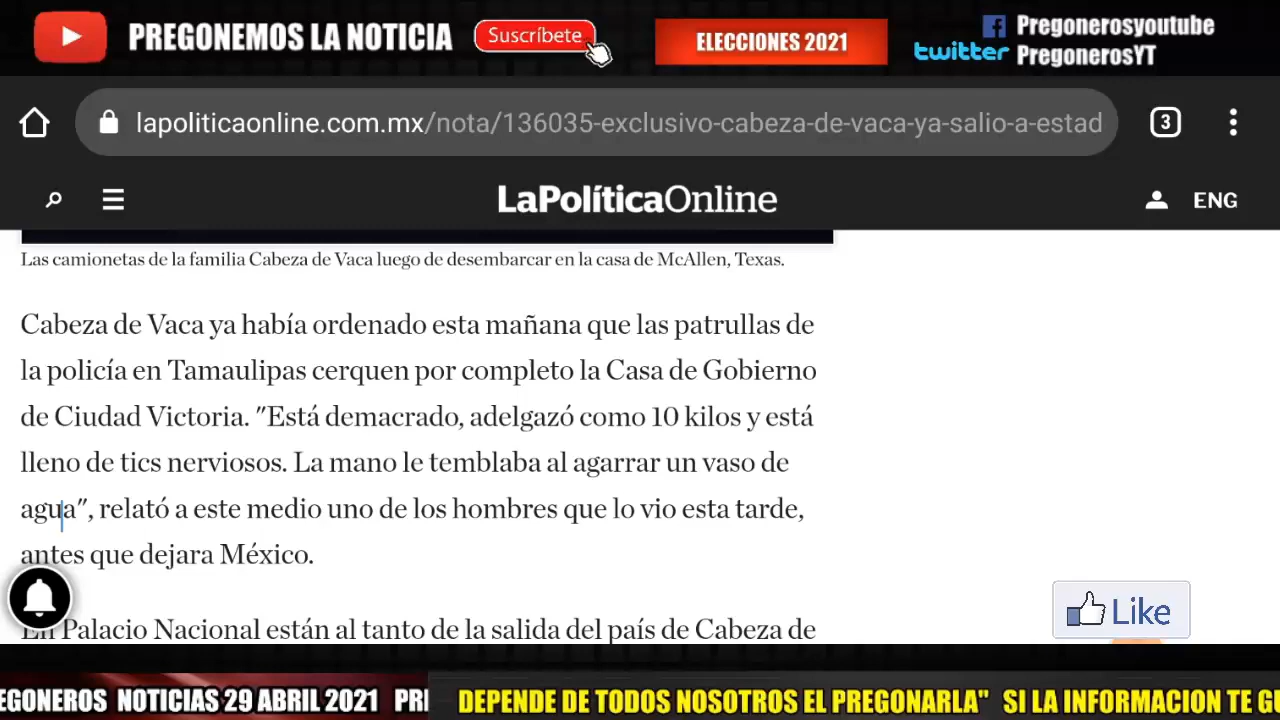 PREGONEMOS LA NOTICIA
Suscríbete
ELECCIONES 2021
Pregonerosyoutube
twitter PregonerosYT
lapoliticaonline.com.mx/nota/136035-exclusivo-cabeza-de-vaca-ya-salio-a-estad
3
LaPolíticaOnline
ENG
Las camionetas de la familia Cabeza de Vaca luego de desembarcar en la casa de McAllen, Texas.
Cabeza de Vaca ya había ordenado esta mañana que las patrullas de
la policía en Tamaulipas cerquen por completo la Casa de Gobierno
de Ciudad Victoria. "Está demacrado, adelgazó como 10 kilos y está
lleno de tics nerviosos. La mano le temblaba al agarrar un vaso de
agua", relató a este medio uno de los hombres que lo vio esta tarde,
antes que dejara México.
En Palacio Nacional están al tanto de la salida del país de Cabeza de
Like
EGONEROS NOTICIAS 29 ABRIL 2021 PRI
DEPENDE DE TODOS NOSOTROS EL PREGONARLA" SI LA INFORMACION TE GU